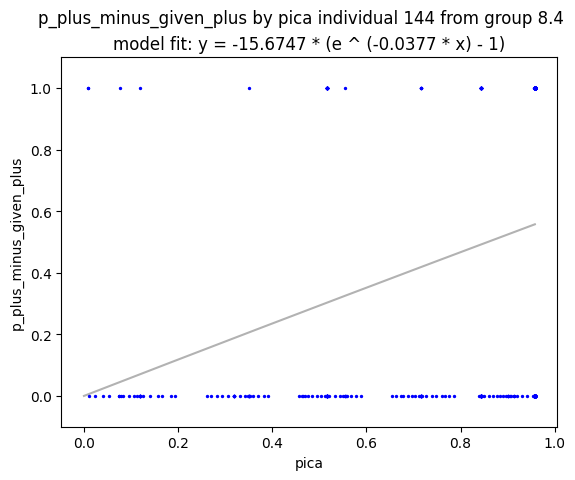 p_plus_minus_given_plus by pica individual 144 from group 8.4
model fit: y = -15.6747 * (e ^ (-0.0377 * x) - 1)
1.0
0.8
0.6
0.4
0.2
0.0
p_plus_minus_given_plus
0.0 0.2 0.4 0.6 0.8 1.0
pica